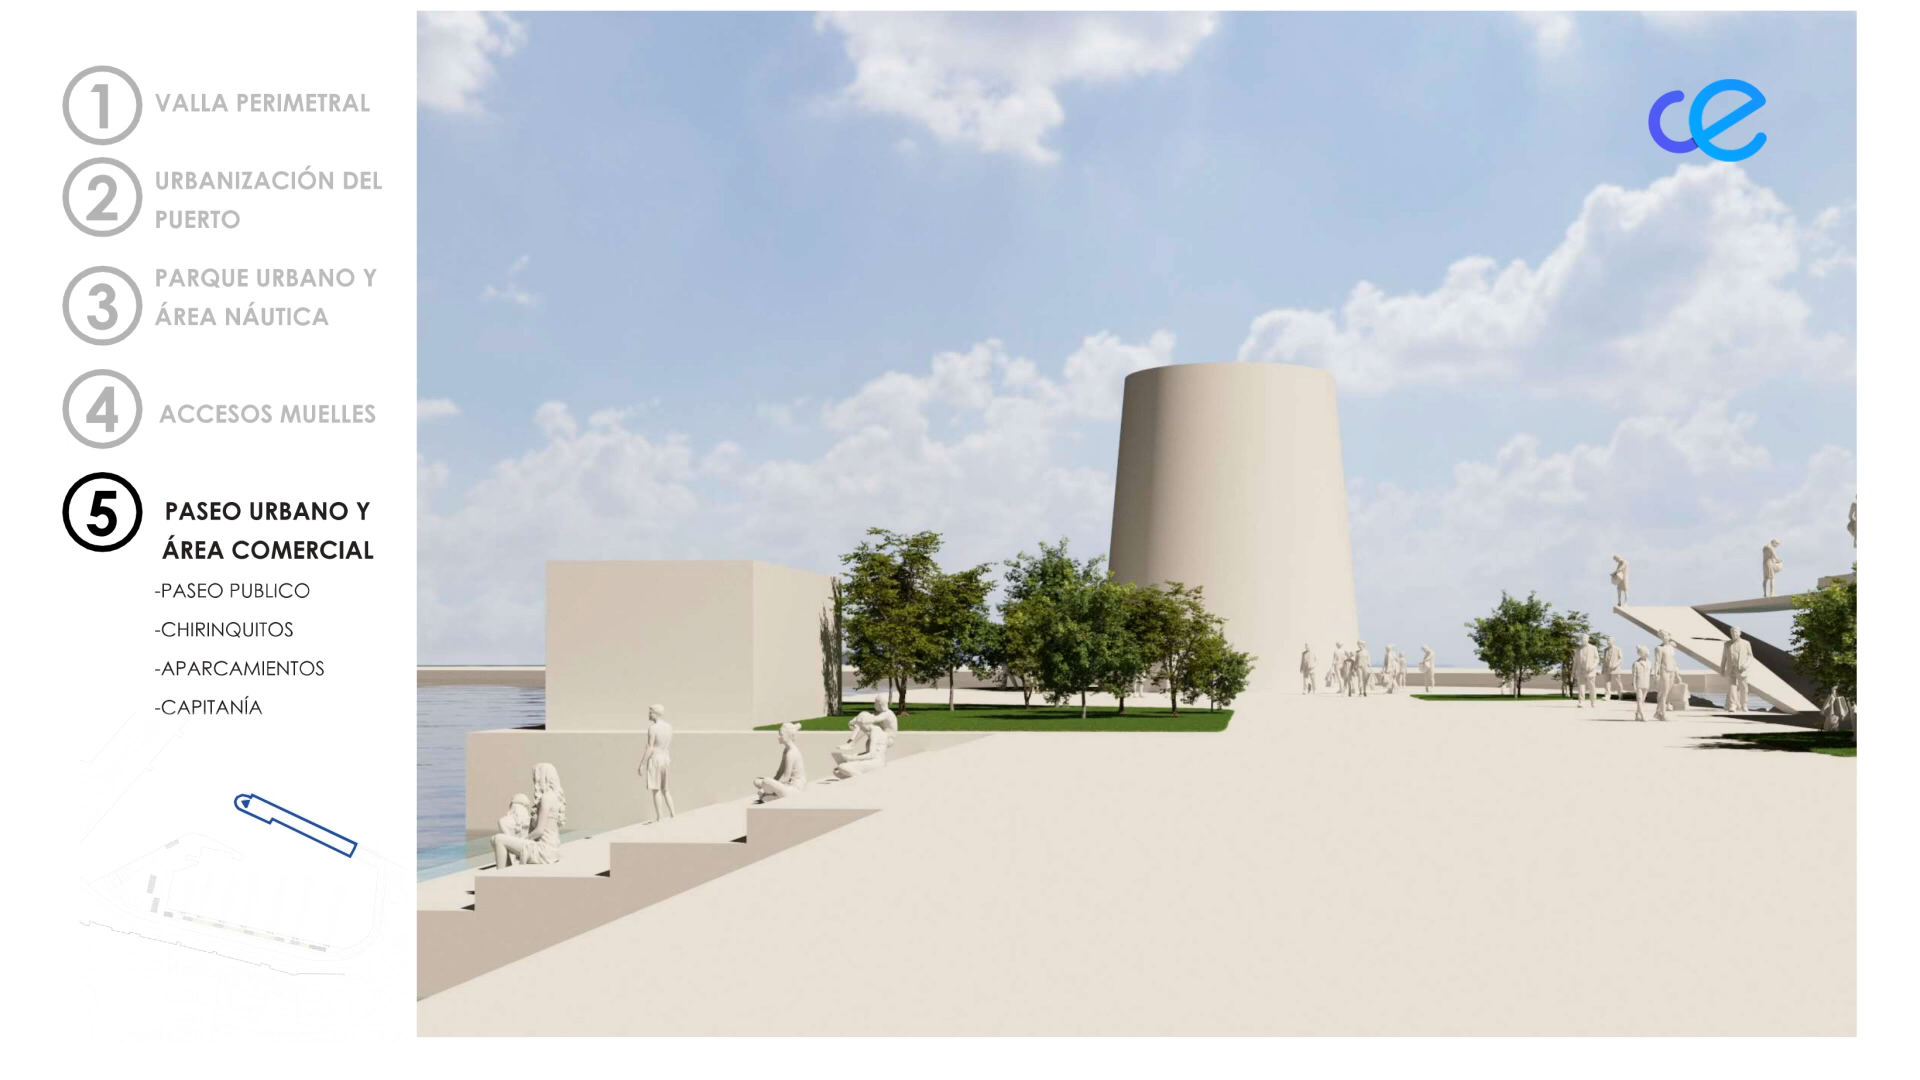 1 VALLA PERIMETRAL
2 URBANIZACIÓN DEL
PUERTO
3 PARQUE URBANO Y
ÁREA NÁUTICA
4 ACCESOS MUELLES
5 PASEO URBANO Y
ÁREA COMERCIAL
-PASEO PUBLICO
-CHIRINQUITOS
-APARCAMIENTOS
-CAPITANÍA
ce